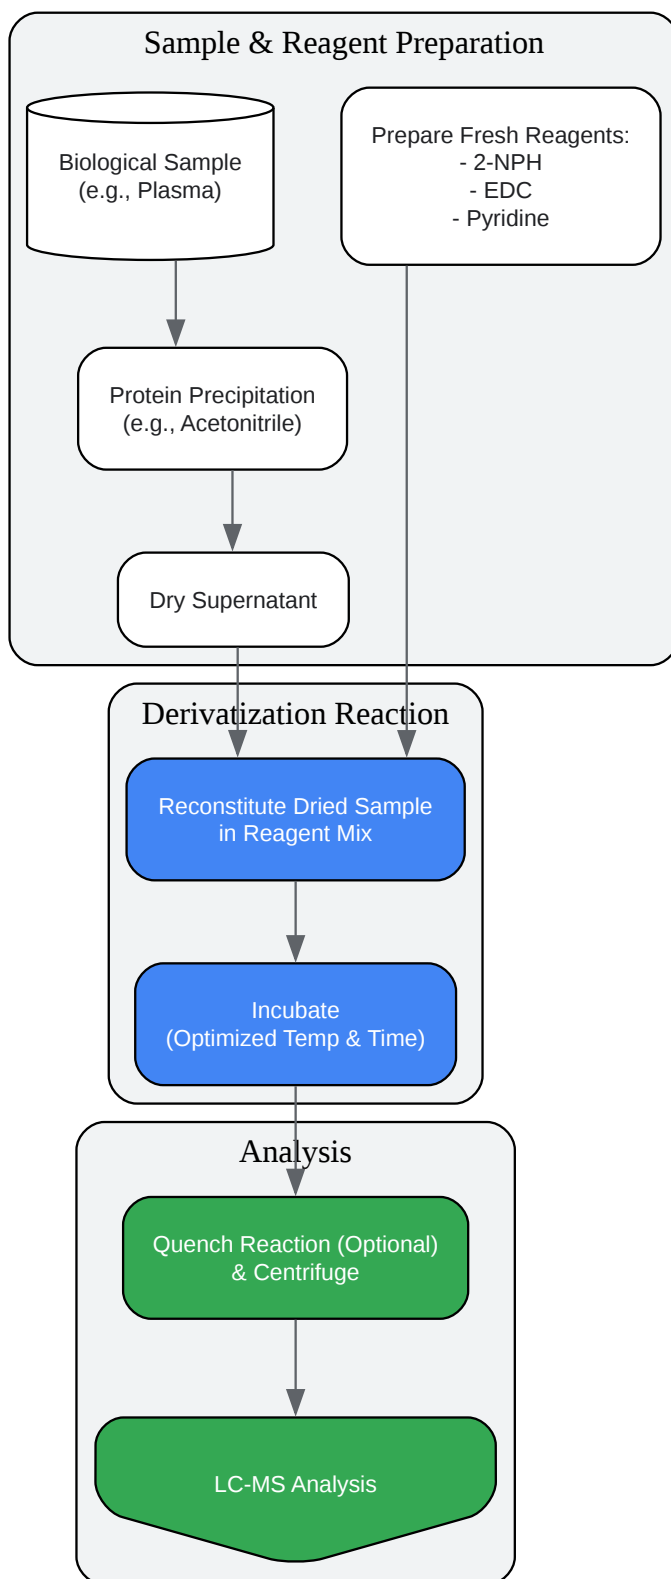 Sample & Reagent Preparation
Biological Sample
(e.g., Plasma)
Prepare Fresh Reagents:
- 2-NPH
- EDC
- Pyridine
Protein Precipitation
(e.g., Acetonitrile)
Dry Supernatant
Derivatization Reaction
Reconstitute Dried Sample
in Reagent Mix
Incubate
(Optimized Temp & Time)
Analysis
Quench Reaction (Optional)
& Centrifuge
LC-MS Analysis